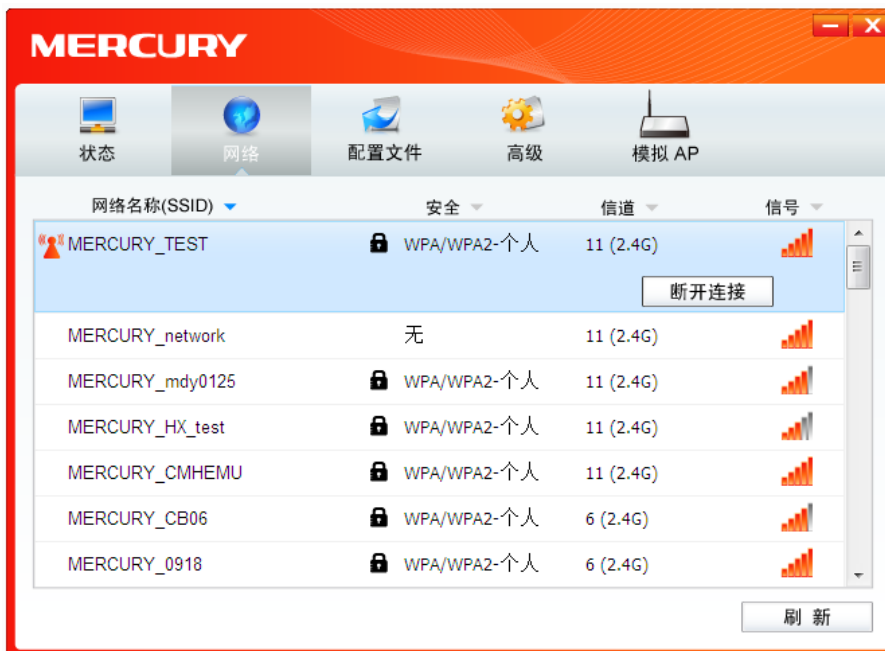 MERCURY
状态 网络 配置文件 高级 模拟 AP
网络名称(SSID) 安全 信道 信号
MERCURY_TEST WPA/WPA2-个人 11 (2.4G)
断开连接
MERCURY_network 无 11 (2.4G)
MERCURY_mdy0125 WPA/WPA2-个人 11 (2.4G)
MERCURY_HX_test WPA/WPA2-个人 11 (2.4G)
MERCURY_CMHEMU WPA/WPA2-个人 11 (2.4G)
MERCURY_CB06 WPA/WPA2-个人 6 (2.4G)
MERCURY_0918 WPA/WPA2-个人 6 (2.4G)
刷 新